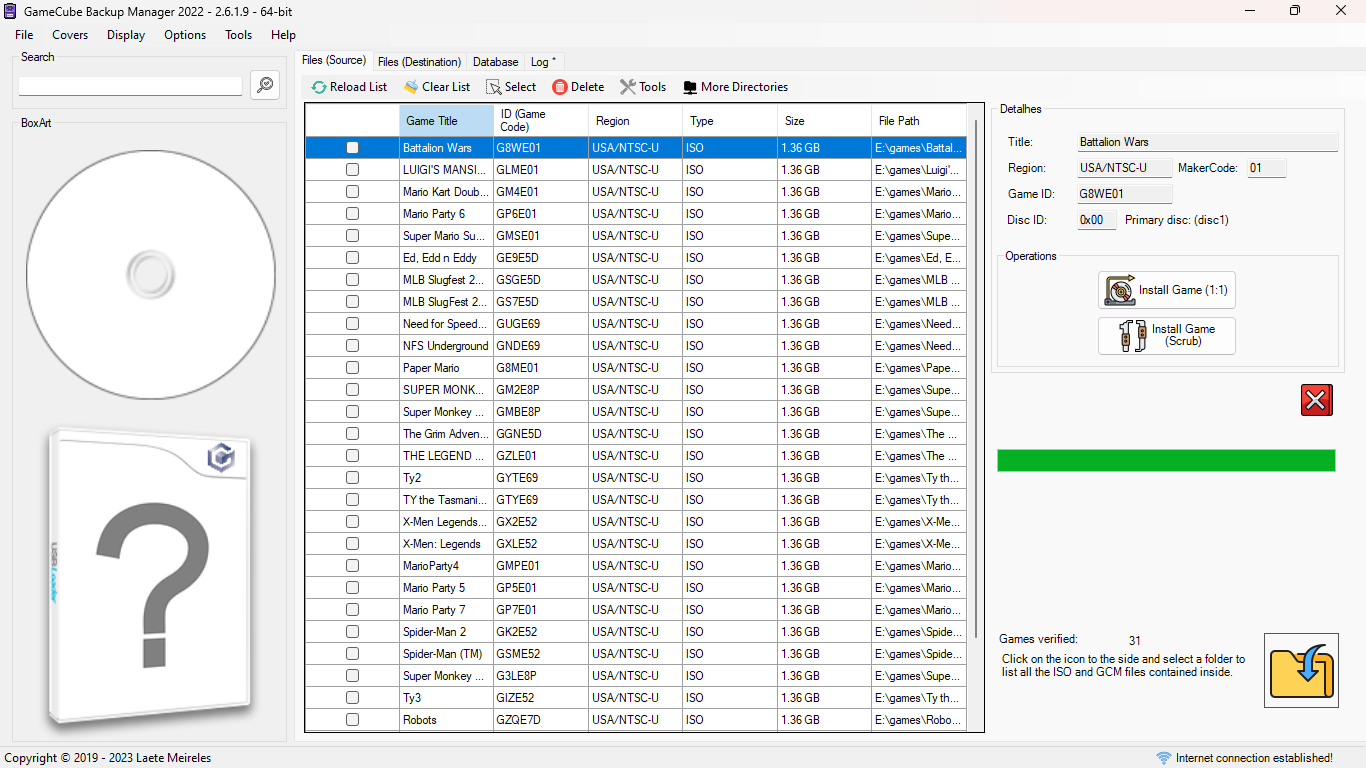 GameCube Backup Manager 2022 - 2.6.1.9 - 64-bit
File Covers Display Options Tools Help
Search
BoxArt
USBLoader
Files (Source) Files (Destination) Database Log *
Reload List Clear List Select Delete Tools More Directories
Game Title ID (Game Code) Region Type Size File Path
Battalion Wars G8WE01 USA/NTSC-U ISO 1.36 GB E:\games\Battal...
LUIGI'S MANSI... GLME01 USA/NTSC-U ISO 1.36 GB E:\games\Luigi'...
Mario Kart Doub... GM4E01 USA/NTSC-U ISO 1.36 GB E:\games\Mario...
Mario Party 6 GP6E01 USA/NTSC-U ISO 1.36 GB E:\games\Mario...
Super Mario Su... GMSE01 USA/NTSC-U ISO 1.36 GB E:\games\Supe...
Ed, Edd n Eddy GE9E5D USA/NTSC-U ISO 1.36 GB E:\games\Ed, E...
MLB Slugfest 2... GSGE5D USA/NTSC-U ISO 1.36 GB E:\games\MLB ...
MLB SlugFest 2... GS7E5D USA/NTSC-U ISO 1.36 GB E:\games\MLB ...
Need for Speed... GUGE69 USA/NTSC-U ISO 1.36 GB E:\games\Need...
NFS Underground GNDE69 USA/NTSC-U ISO 1.36 GB E:\games\Need...
Paper Mario G8ME01 USA/NTSC-U ISO 1.36 GB E:\games\Pape...
SUPER MONK... GM2E8P USA/NTSC-U ISO 1.36 GB E:\games\Supe...
Super Monkey ... GMBE8P USA/NTSC-U ISO 1.36 GB E:\games\Supe...
The Grim Adven... GGNE5D USA/NTSC-U ISO 1.36 GB E:\games\The ...
THE LEGEND ... GZLE01 USA/NTSC-U ISO 1.36 GB E:\games\The ...
Ty2 GYTE69 USA/NTSC-U ISO 1.36 GB E:\games\Ty th...
TY the Tasmani... GTYE69 USA/NTSC-U ISO 1.36 GB E:\games\Ty th...
X-Men Legends... GX2E52 USA/NTSC-U ISO 1.36 GB E:\games\X-Me...
X-Men: Legends GXLE52 USA/NTSC-U ISO 1.36 GB E:\games\X-Me...
MarioParty4 GMPE01 USA/NTSC-U ISO 1.36 GB E:\games\Mario...
Mario Party 5 GP5E01 USA/NTSC-U ISO 1.36 GB E:\games\Mario...
Mario Party 7 GP7E01 USA/NTSC-U ISO 1.36 GB E:\games\Mario...
Spider-Man 2 GK2E52 USA/NTSC-U ISO 1.36 GB E:\games\Spide...
Spider-Man (TM) GSME52 USA/NTSC-U ISO 1.36 GB E:\games\Spide...
Super Monkey ... G3LE8P USA/NTSC-U ISO 1.36 GB E:\games\Supe...
Ty3 GIZE52 USA/NTSC-U ISO 1.36 GB E:\games\Ty th...
Robots GZQE7D USA/NTSC-U ISO 1.36 GB E:\games\Robo...
Detalhes
Title: Battalion Wars
Region: USA/NTSC-U MakerCode: 01
Game ID: G8WE01
Disc ID: 0x00 Primary disc: (disc1)
Operations
Install Game (1:1)
Install Game
(Scrub)
Games verified: 31
Click on the icon to the side and select a folder to
list all the ISO and GCM files contained inside.
Copyright © 2019 - 2023 Laete Meireles
Internet connection established!